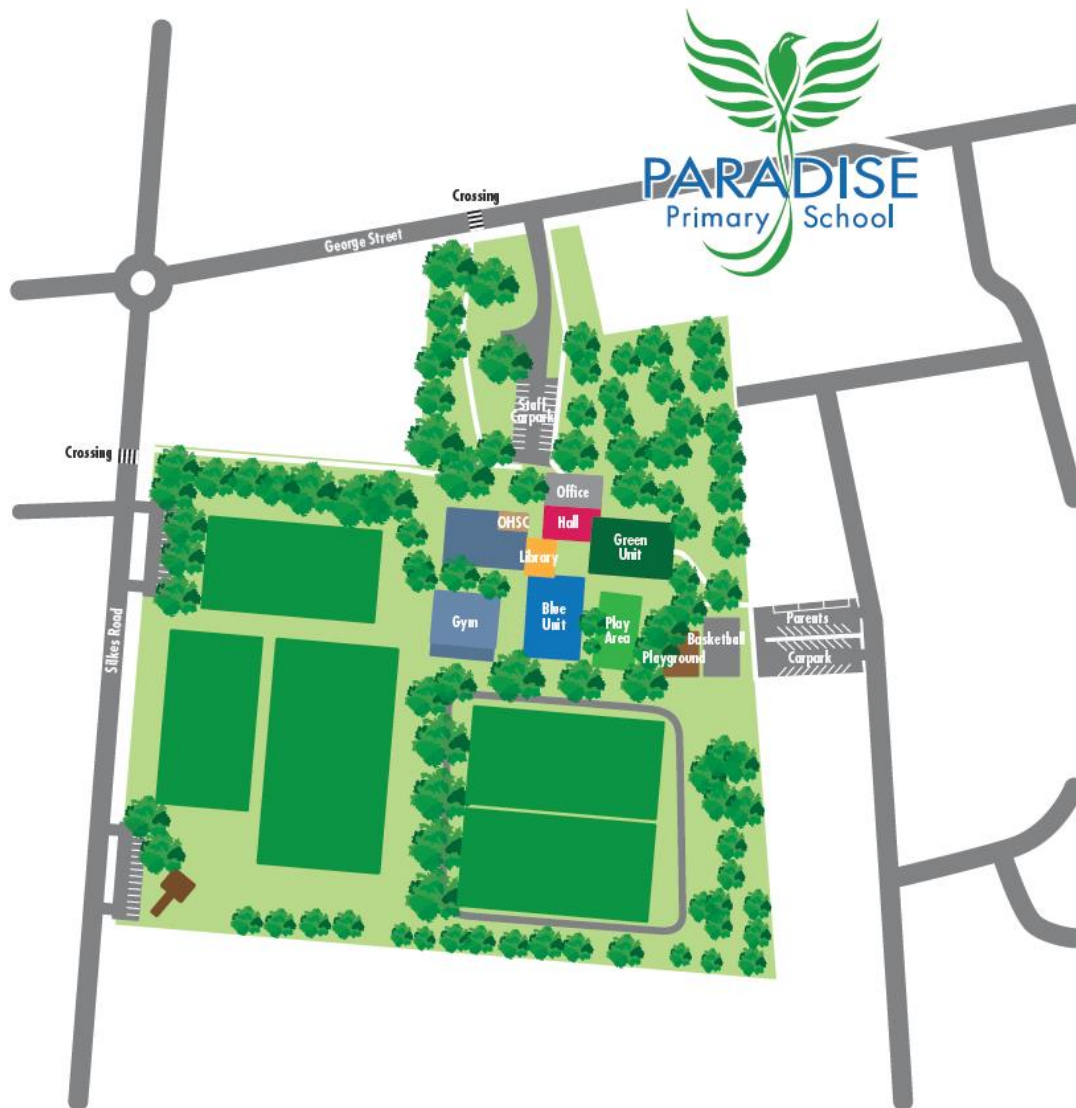 PARADISE
Primary School
Crossing
George Street
Staff
Carpark
Crossing
Office
OHSC
Hall
Green
Unit
Library
Gym
Blue
Unit
Play
Area
Parents
Basketball
Playground
Carpark
Silkes Road